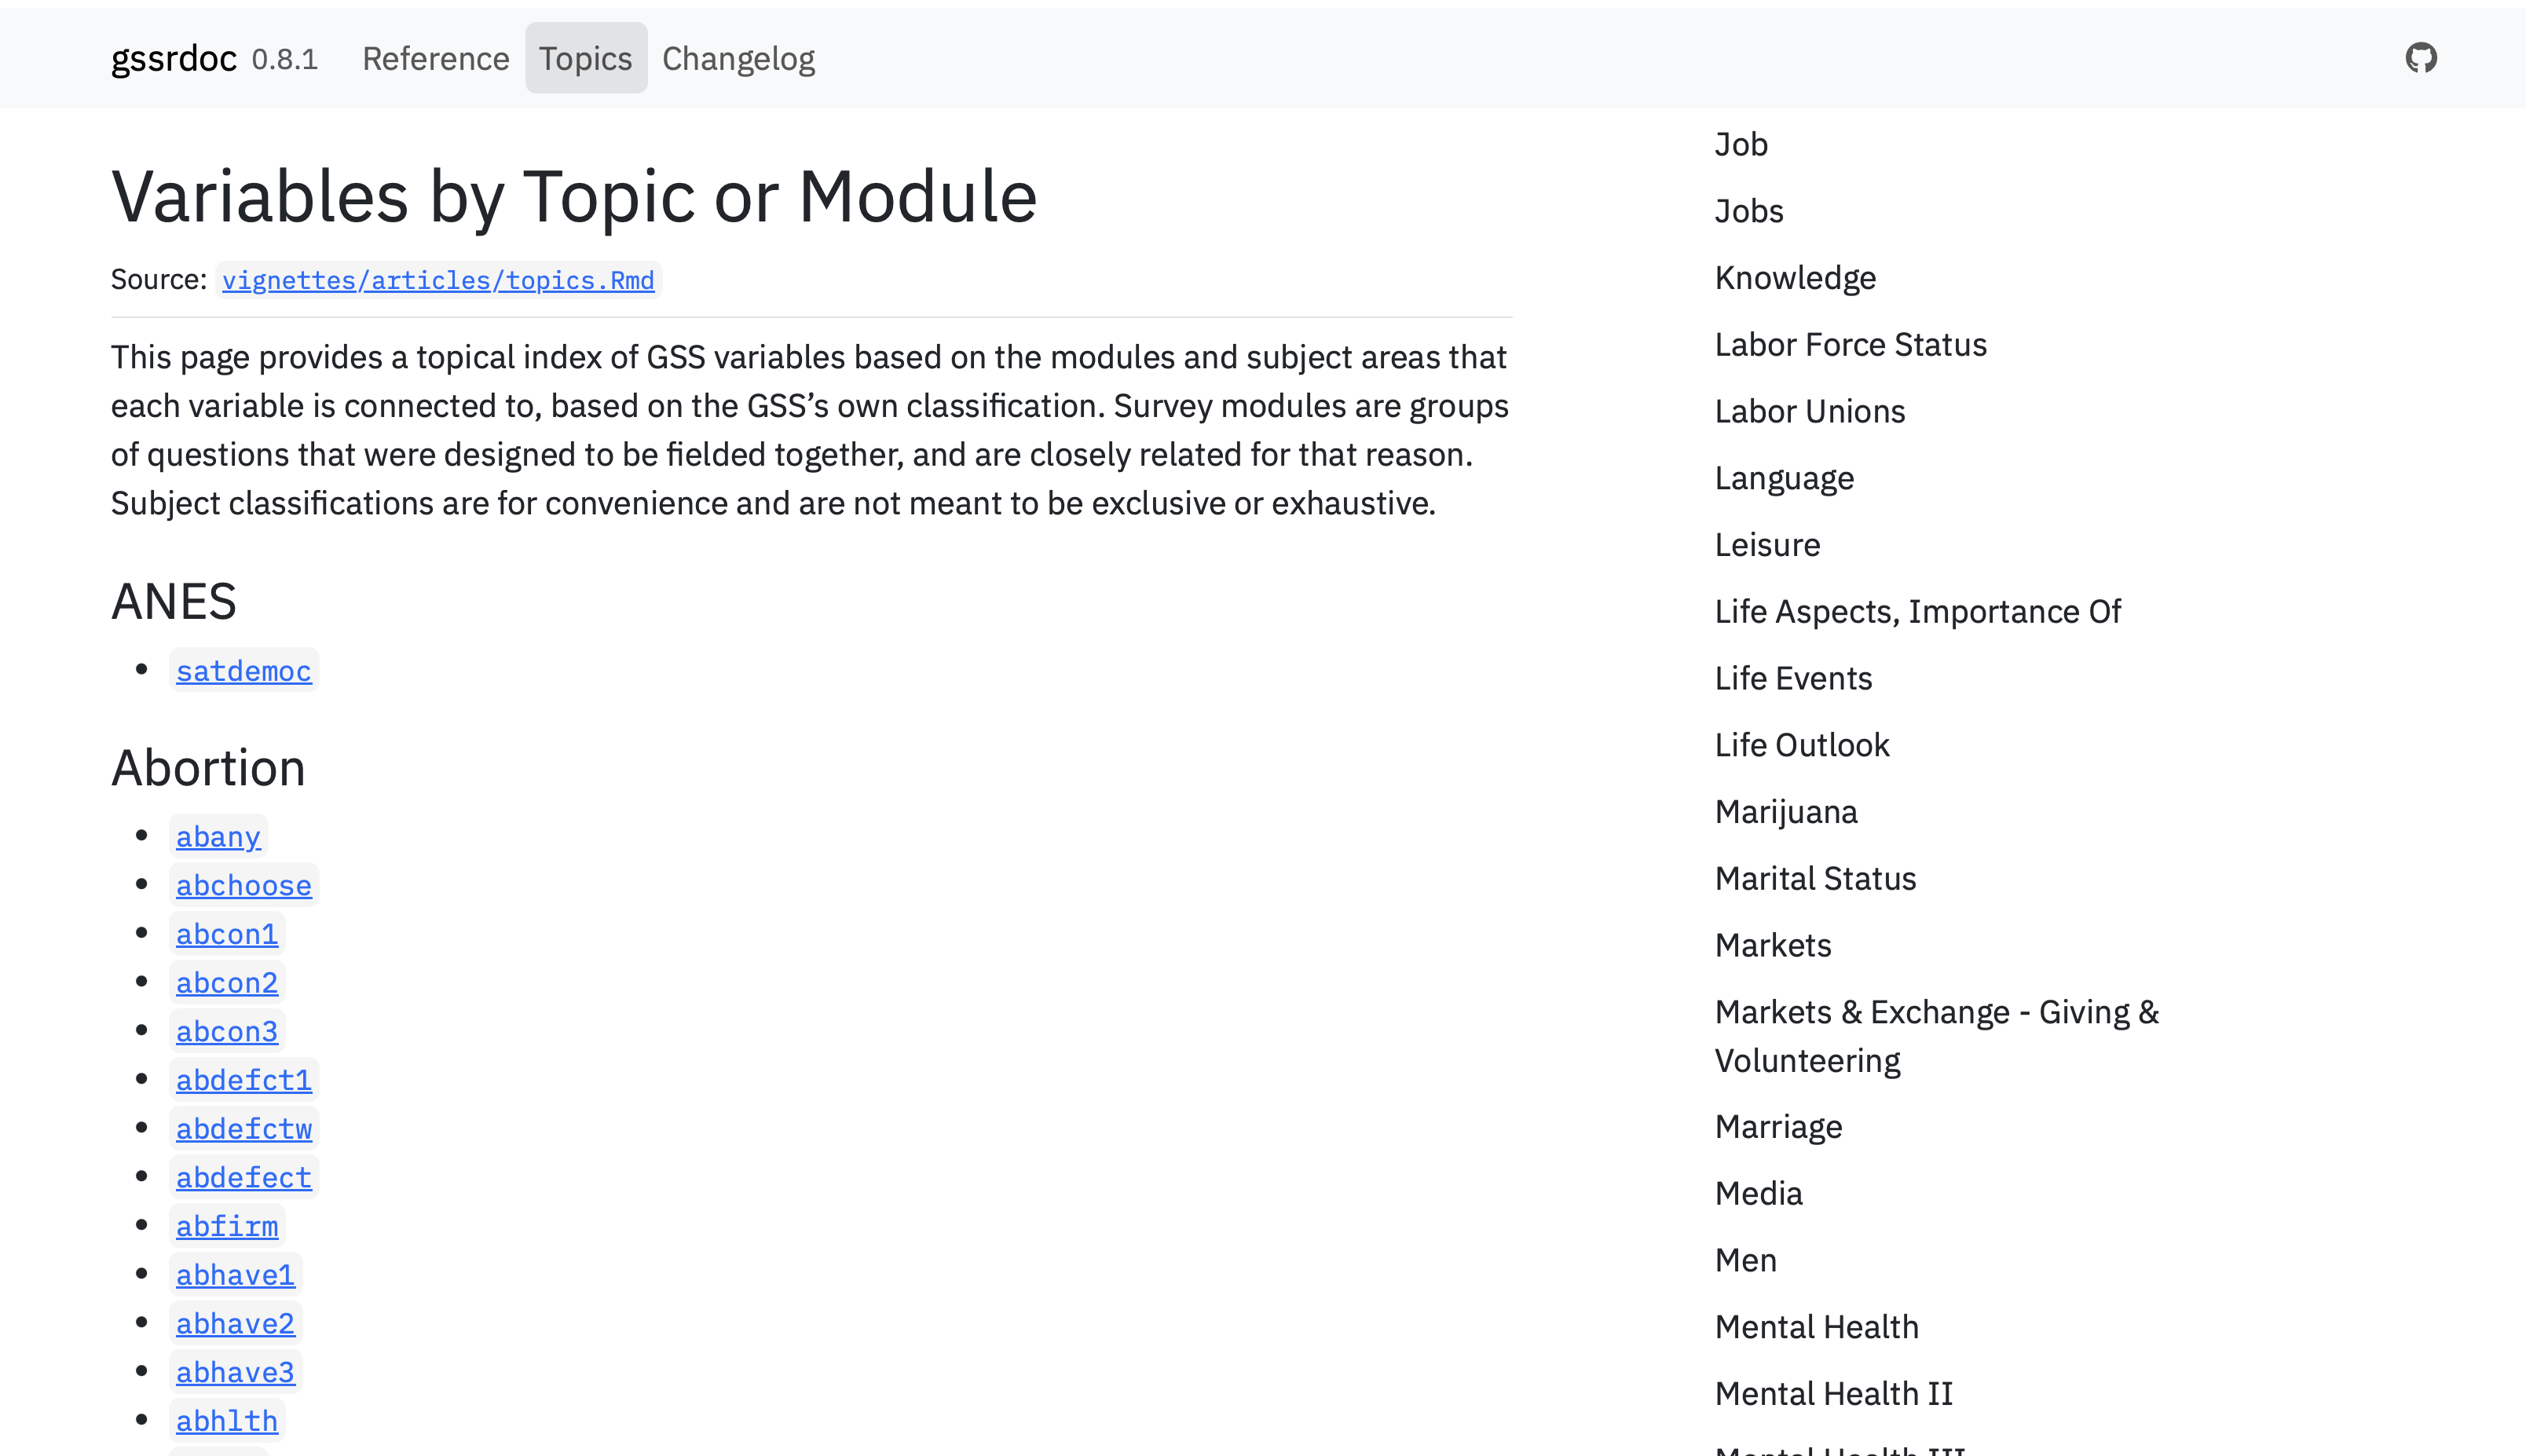 gssrdoc 0.8.1 Reference Topics Changelog
Variables by Topic or Module
Source: vignettes/articles/topics.Rmd
This page provides a topical index of GSS variables based on the modules and subject areas that
each variable is connected to, based on the GSS’s own classification. Survey modules are groups
of questions that were designed to be fielded together, and are closely related for that reason.
Subject classifications are for convenience and are not meant to be exclusive or exhaustive.
ANES
satdemoc
Abortion
abany
abchoose
abcon1
abcon2
abcon3
abdefct1
abdefctw
abdefect
abfirm
abhave1
abhave2
abhave3
abhlth
Job
Jobs
Knowledge
Labor Force Status
Labor Unions
Language
Leisure
Life Aspects, Importance Of
Life Events
Life Outlook
Marijuana
Marital Status
Markets
Markets & Exchange - Giving &
Volunteering
Marriage
Media
Men
Mental Health
Mental Health II
Mental Health III